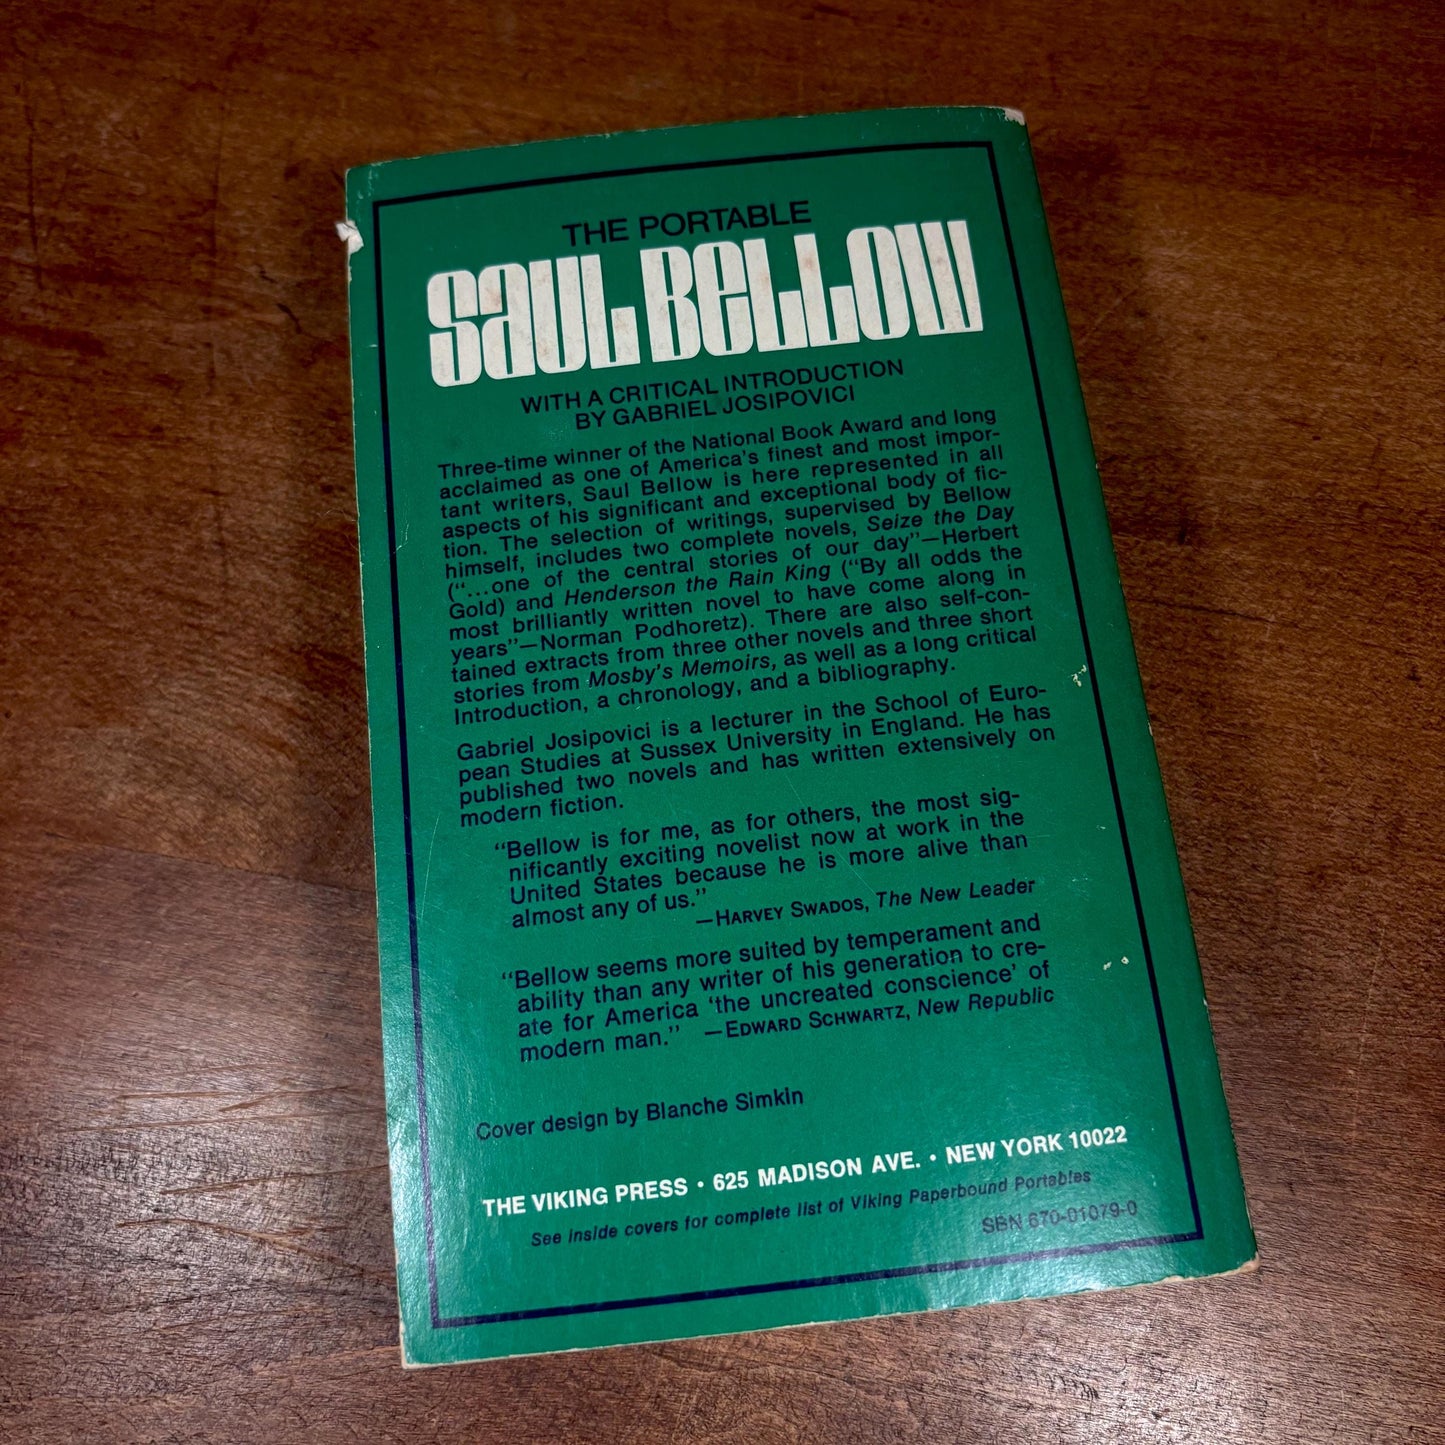 THE PORTABLE
SAUL BELLOW
WITH A CRITICAL INTRODUCTION
BY GABRIEL JOSIPOVICI
Three-time winner of the National Book Award and long
acclaimed as one of America's finest and most impor-
tant writers, Saul Bellow is here represented in all
aspects of his significant and exceptional body of fic-
tion. The selection of writings, supervised by Bellow
himself, includes two complete novels, Seize the Day
("...one of the central stories of our day"—Herbert
Gold) and Henderson the Rain King ("By all odds the
most brilliantly written novel to have come along in
years"—Norman Podhoretz). There are also self-con-
tained extracts from three other novels and three short
stories from Mosby's Memoirs, as well as a long critical
Introduction, a chronology, and a bibliography.
Gabriel Josipovici is a lecturer in the School of Euro-
pean Studies at Sussex University in England. He has
published two novels and has written extensively on
modern fiction.
"Bellow is for me, as for others, the most sig-
nificantly exciting novelist now at work in the
United States because he is more alive than
almost any of us."
—HARVEY SWADOS, The New Leader
"Bellow seems more suited by temperament and
ability than any writer of his generation to cre-
ate for America 'the uncreated conscience' of
modern man." —EDWARD SCHWARTZ, New Republic
Cover design by Blanche Simkin
THE VIKING PRESS • 625 MADISON AVE. • NEW YORK 10022
See inside covers for complete list of Viking Paperbound Portables
SBN 670-01079-0